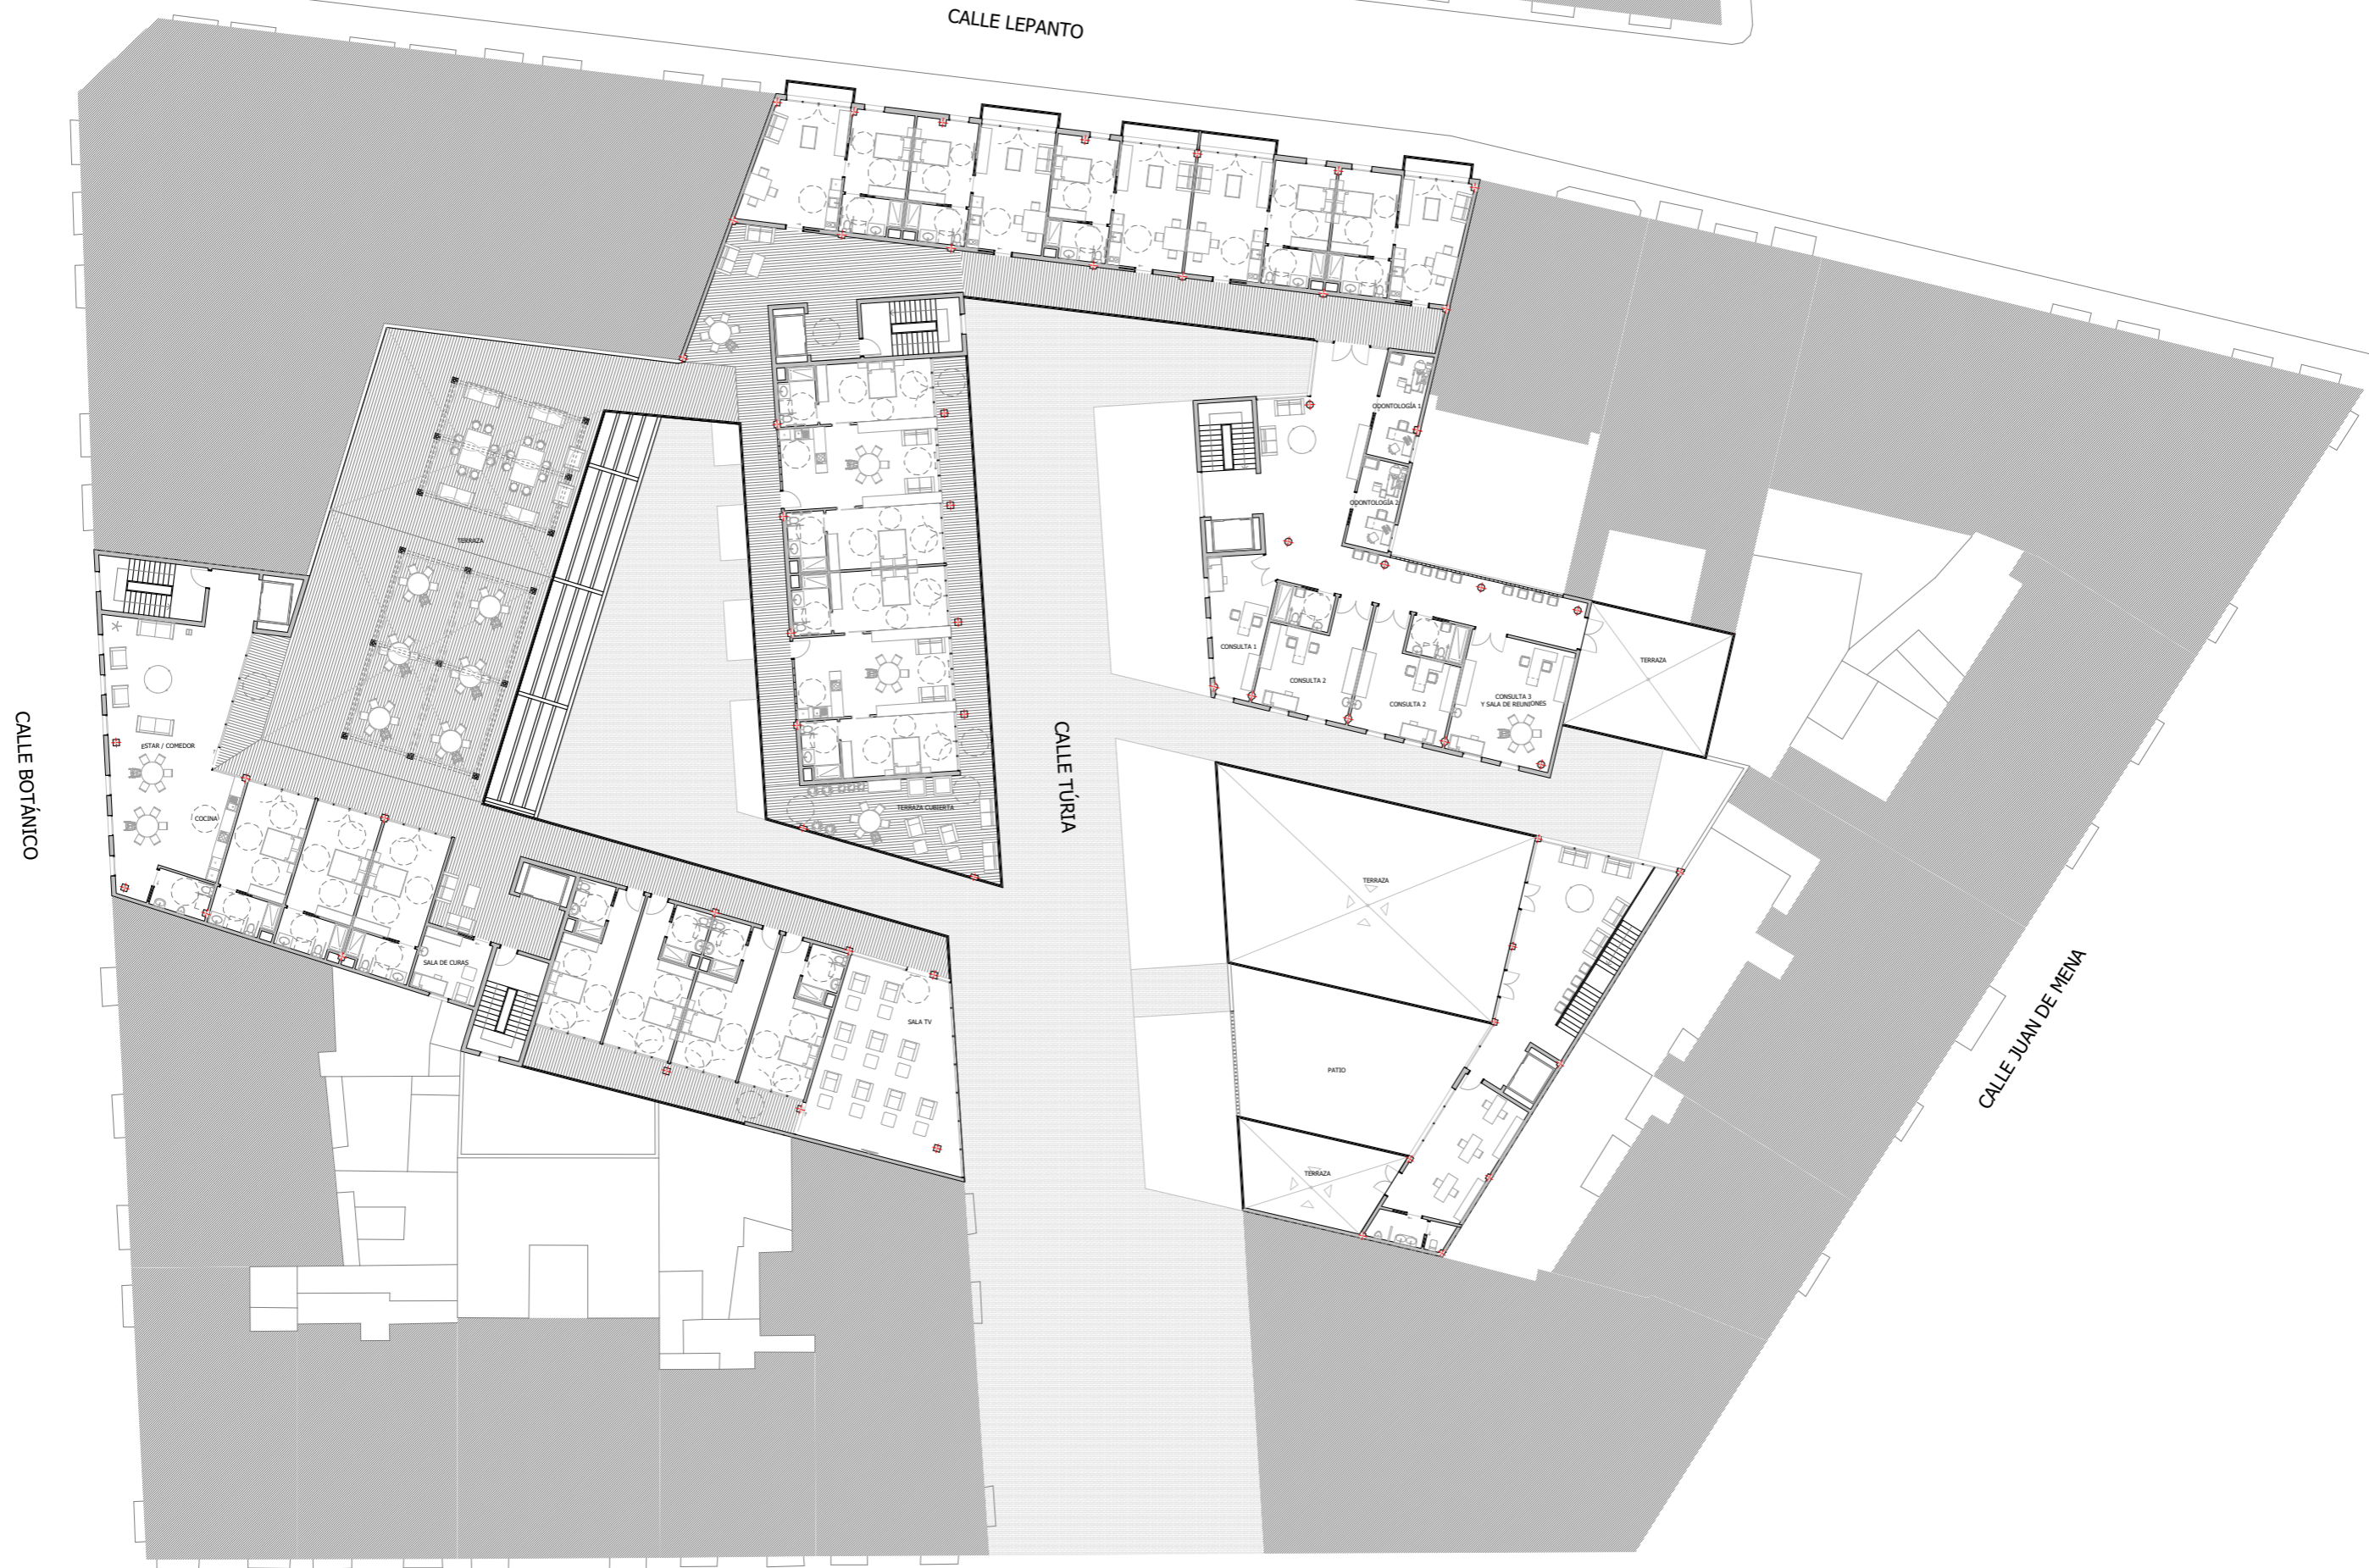 CALLE LEPANTO
ODONTOLOGÍA 1
ODONTOLOGÍA 2
TERRAZA
CONSULTA 1
CONSULTA 2
CONSULTA 2
CONSULTA 3
Y SALA DE REUNIONES
TERRAZA
ESTAR / COMEDOR
COCINA
CALLE BOTÁNICO
CALLE TÚRIA
TERRAZA CUBIERTA
TERRAZA
SALA DE CURAS
SALA TV
PATIO
TERRAZA
CALLE JUAN DE MENA